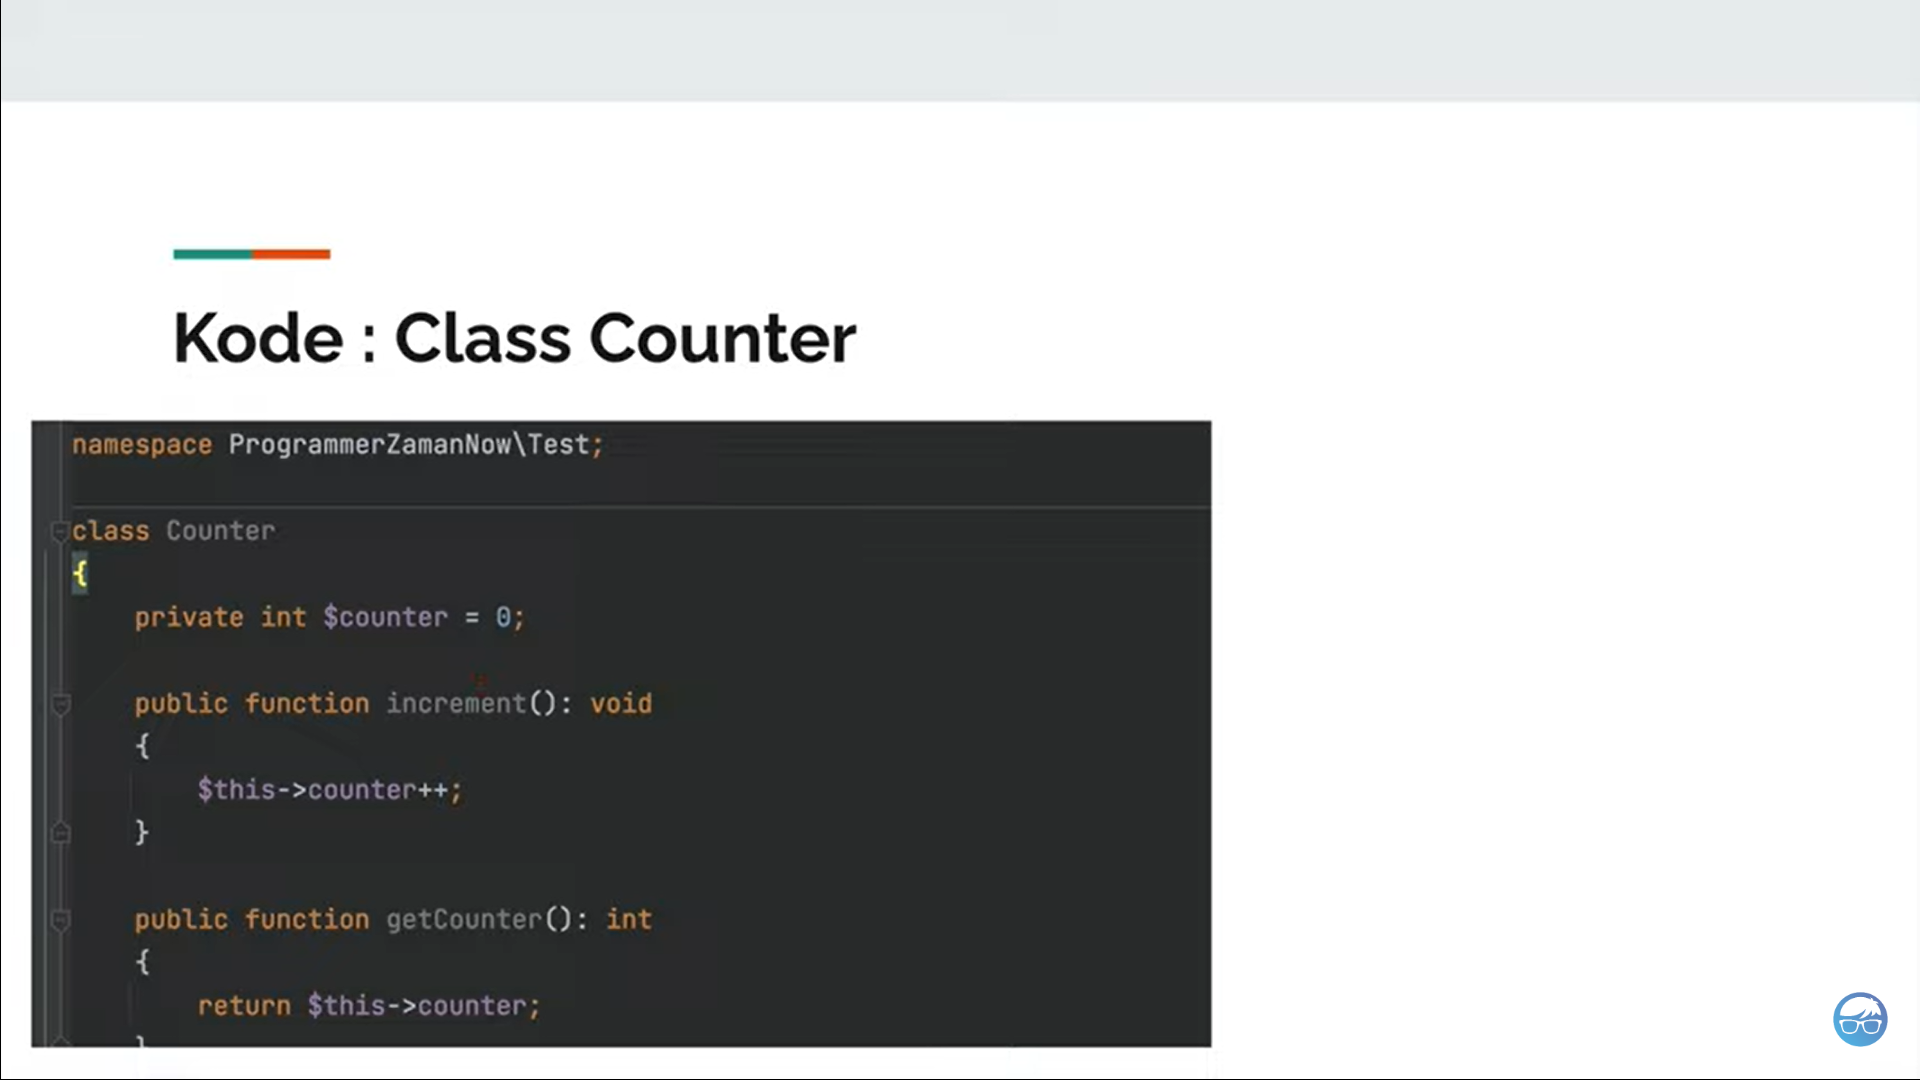 Kode : Class Counter
namespace ProgrammerZamanNow\Test;
class Counter
{
private int $counter = 0;
public function increment(): void
{
$this->counter++;
}
public function getCounter(): int
{
return $this->counter;
}